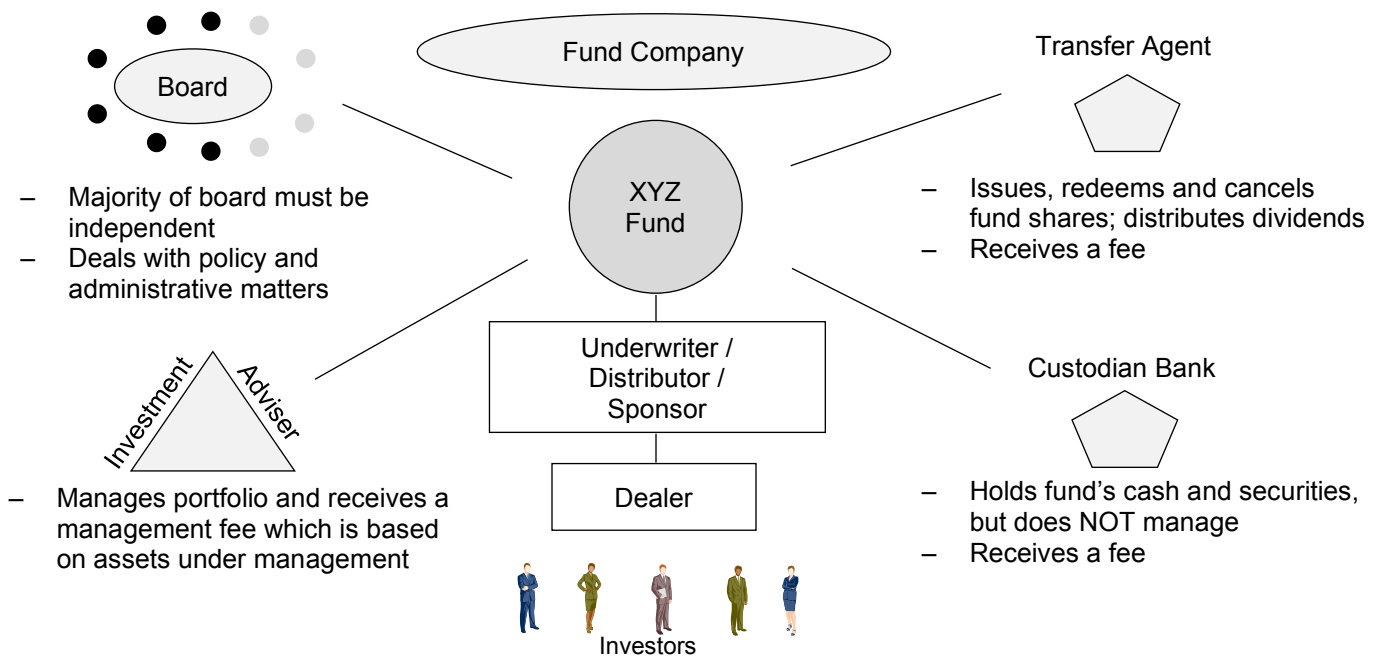 Fund Company
Board
– Majority of board must be
independent
– Deals with policy and
administrative matters
Transfer Agent
– Issues, redeems and cancels
fund shares; distributes dividends
– Receives a fee
XYZ
Fund
Investment Adviser
– Manages portfolio and receives a
management fee which is based
on assets under management
Underwriter /
Distributor /
Sponsor
Dealer
Investors
Custodian Bank
– Holds fund’s cash and securities,
but does NOT manage
– Receives a fee